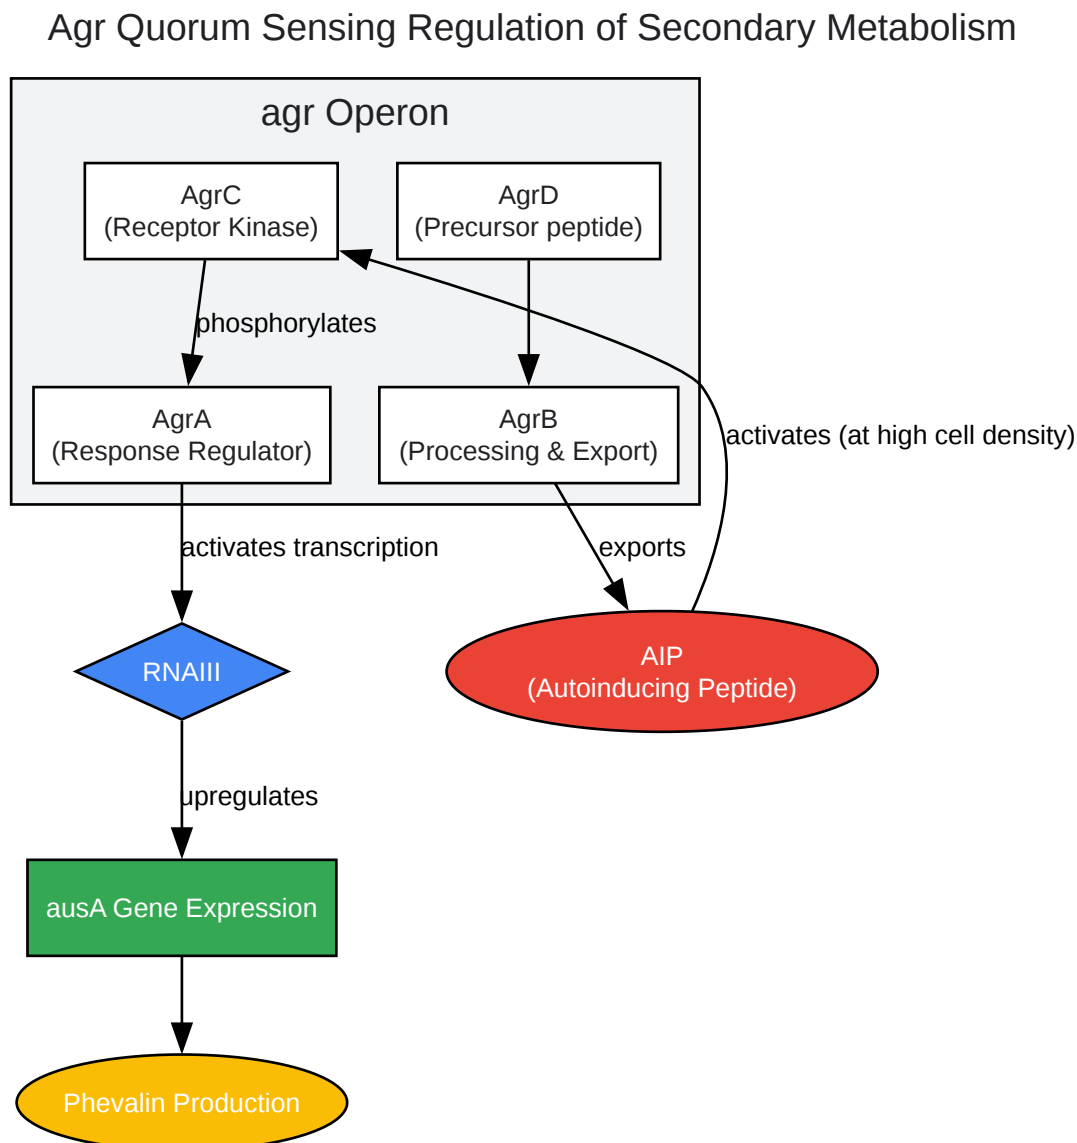 Agr Quorum Sensing Regulation of Secondary Metabolism
agr Operon
AgrC
(Receptor Kinase)
AgrD
(Precursor peptide)
phosphorylates
AgrA
(Response Regulator)
AgrB
(Processing & Export)
activates (at high cell density)
activates transcription
exports
RNAIII
AIP
(Autoinducing Peptide)
upregulates
ausA Gene Expression
Phevalin Production